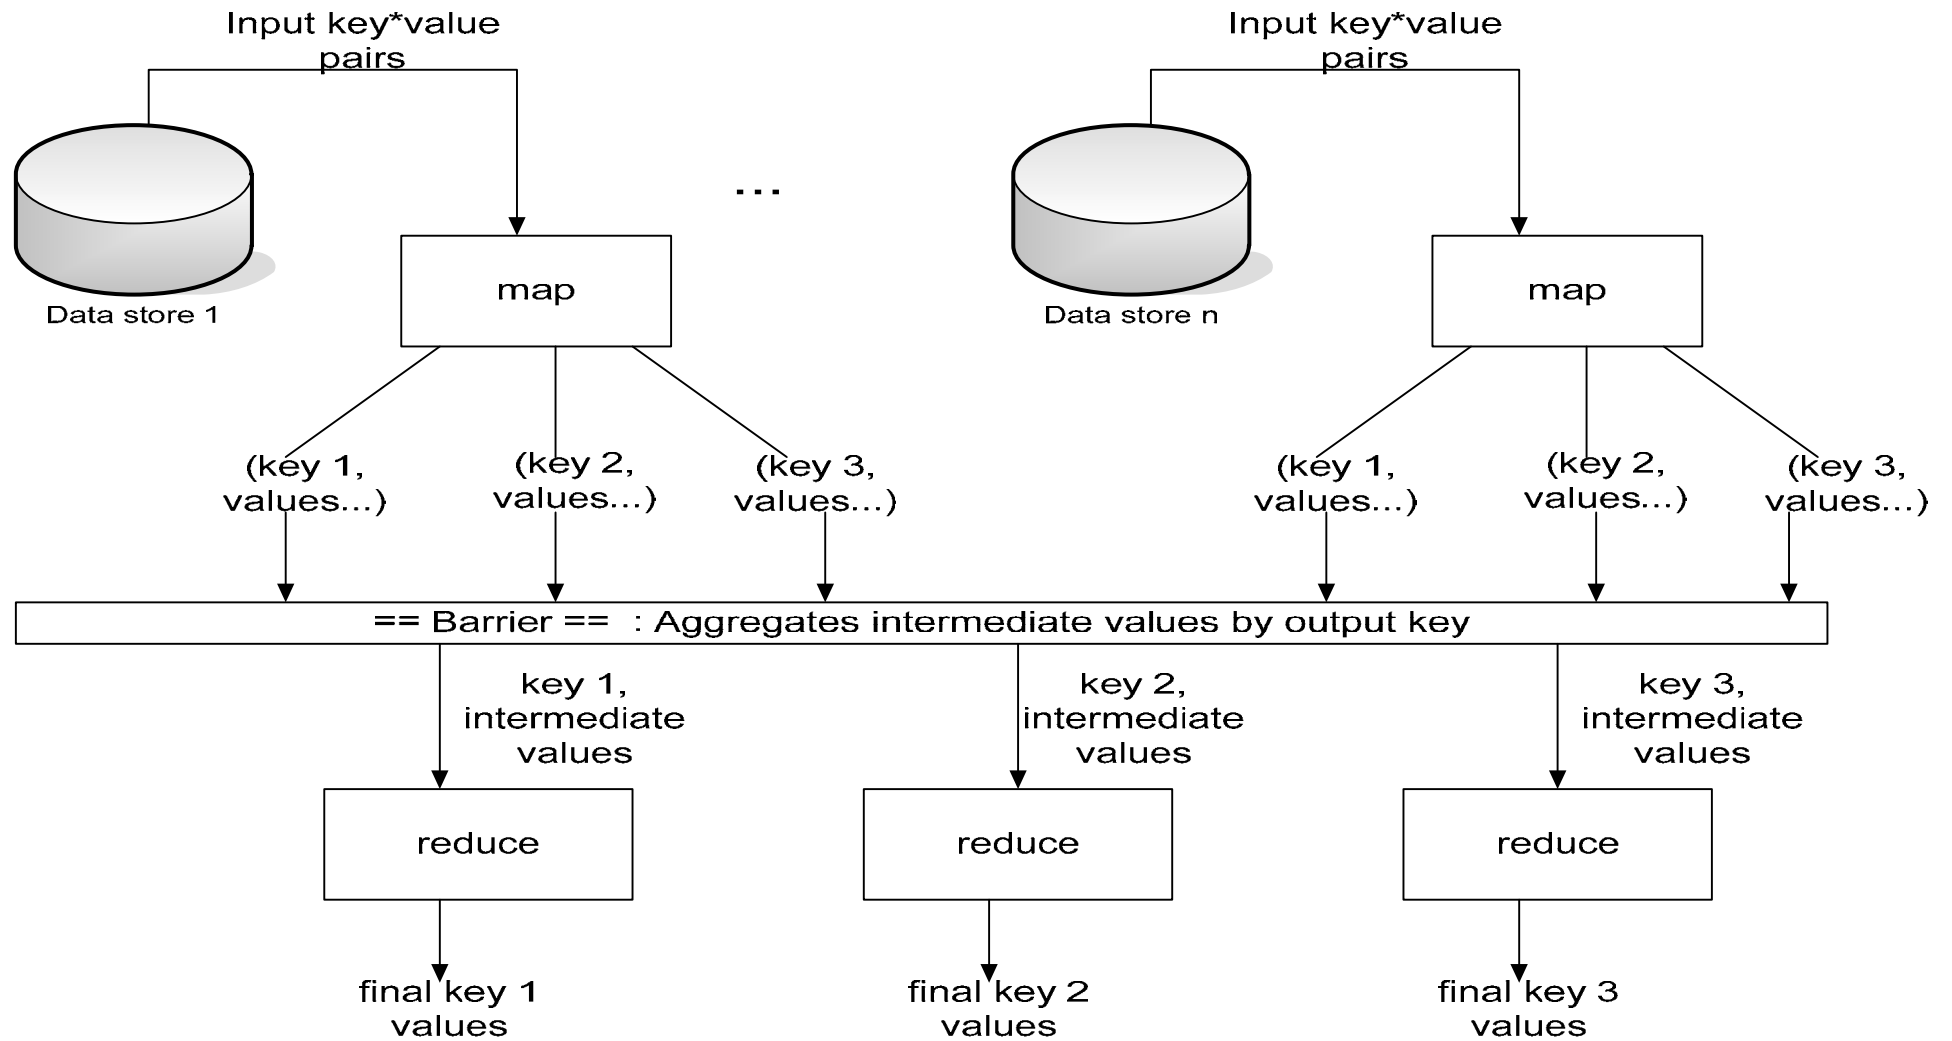 Input key*value
pairs
Input key*value
pairs
...
map
map
Data store 1
Data store n
(key 1,
values...)
(key 2,
values...)
(key 3,
values...)
(key 1,
values...)
(key 2,
values...)
(key 3,
values...)
== Barrier == : Aggregates intermediate values by output key
key 1,
intermediate
values
key 2,
intermediate
values
key 3,
intermediate
values
reduce
reduce
reduce
final key 1
values
final key 2
values
final key 3
values